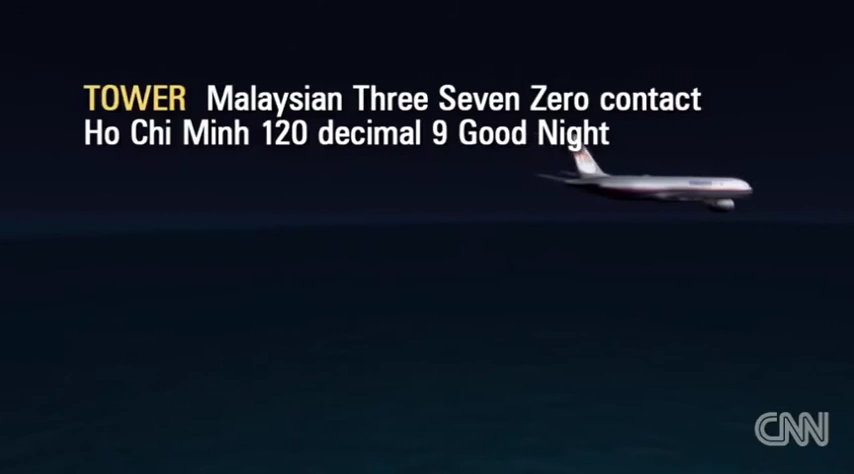 TOWER Malaysian Three Seven Zero contact
Ho Chi Minh 120 decimal 9 Good Night
CNN